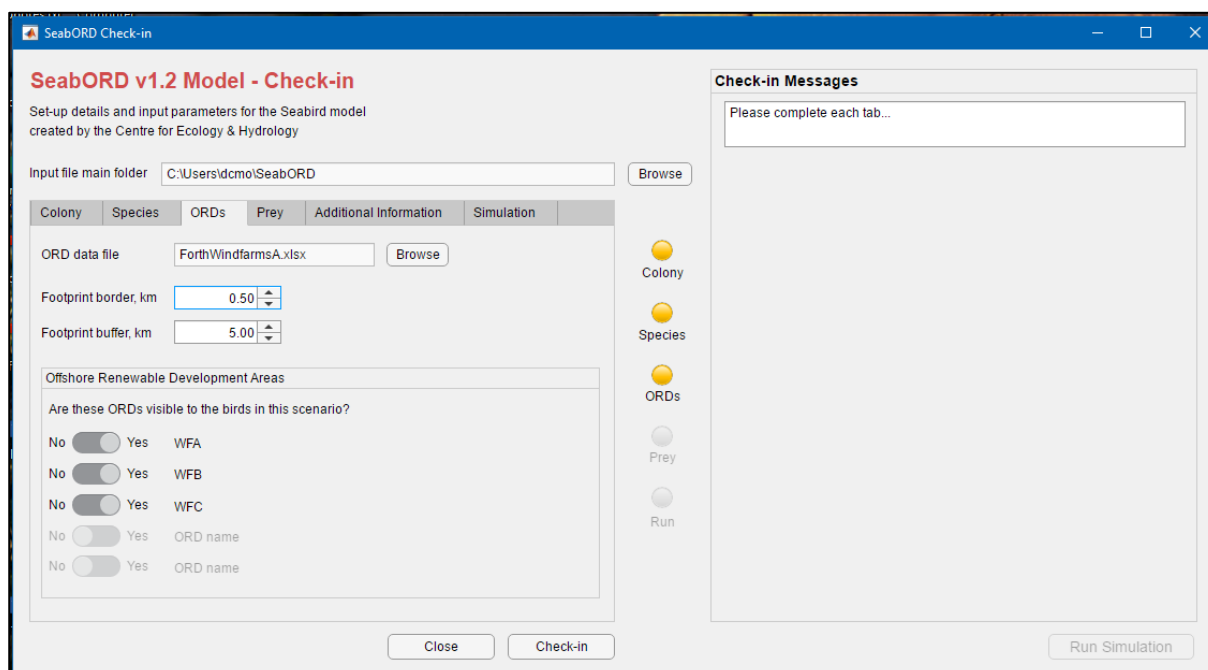 SeabORD Check-in
SeabORD v1.2 Model - Check-in
Set-up details and input parameters for the Seabird model
created by the Centre for Ecology & Hydrology
Input file main folder C:\Users\dcmo\SeabORD Browse
Colony Species ORDs Prey Additional Information Simulation
ORD data file ForthWindfarmsA.xlsx Browse
Footprint border, km 0.50
Footprint buffer, km 5.00
Offshore Renewable Development Areas
Are these ORDs visible to the birds in this scenario?
No Yes WFA
No Yes WFB
No Yes WFC
No Yes ORD name
No Yes ORD name
Colony
Species
ORDs
Prey
Run
Close Check-in
Check-in Messages
Please complete each tab...
Run Simulation